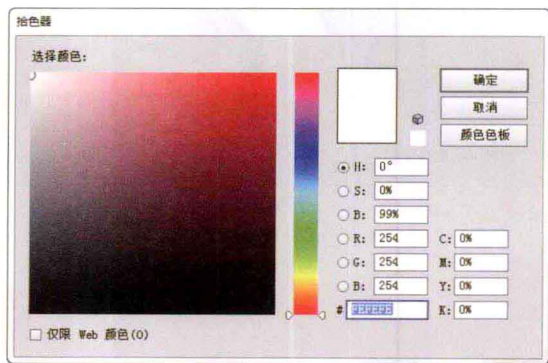 拾色器
选择颜色:
确定
取消
颜色色板
H: 0°
S: 0%
B: 99%
R: 254 C: 0%
G: 254 M: 0%
B: 254 Y: 0%
# K: 0%
仅限 Web 颜色(O)